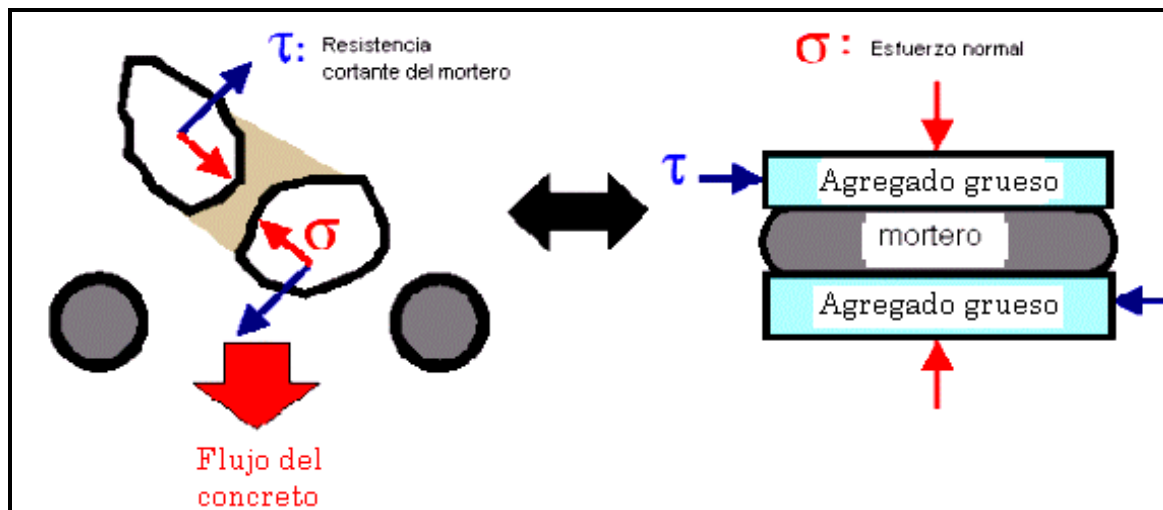 τ: Resistencia
cortante del mortero
σ
Flujo del
concreto
σ : Esfuerzo normal
τ
Agregado grueso
mortero
Agregado grueso